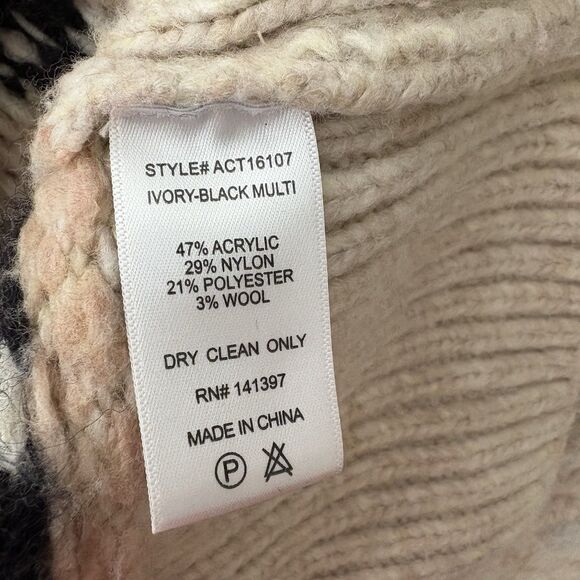 STYLE# ACT16107
IVORY-BLACK MULTI
47% ACRYLIC
29% NYLON
21% POLYESTER
3% WOOL
DRY CLEAN ONLY
RN# 141397
MADE IN CHINA
P